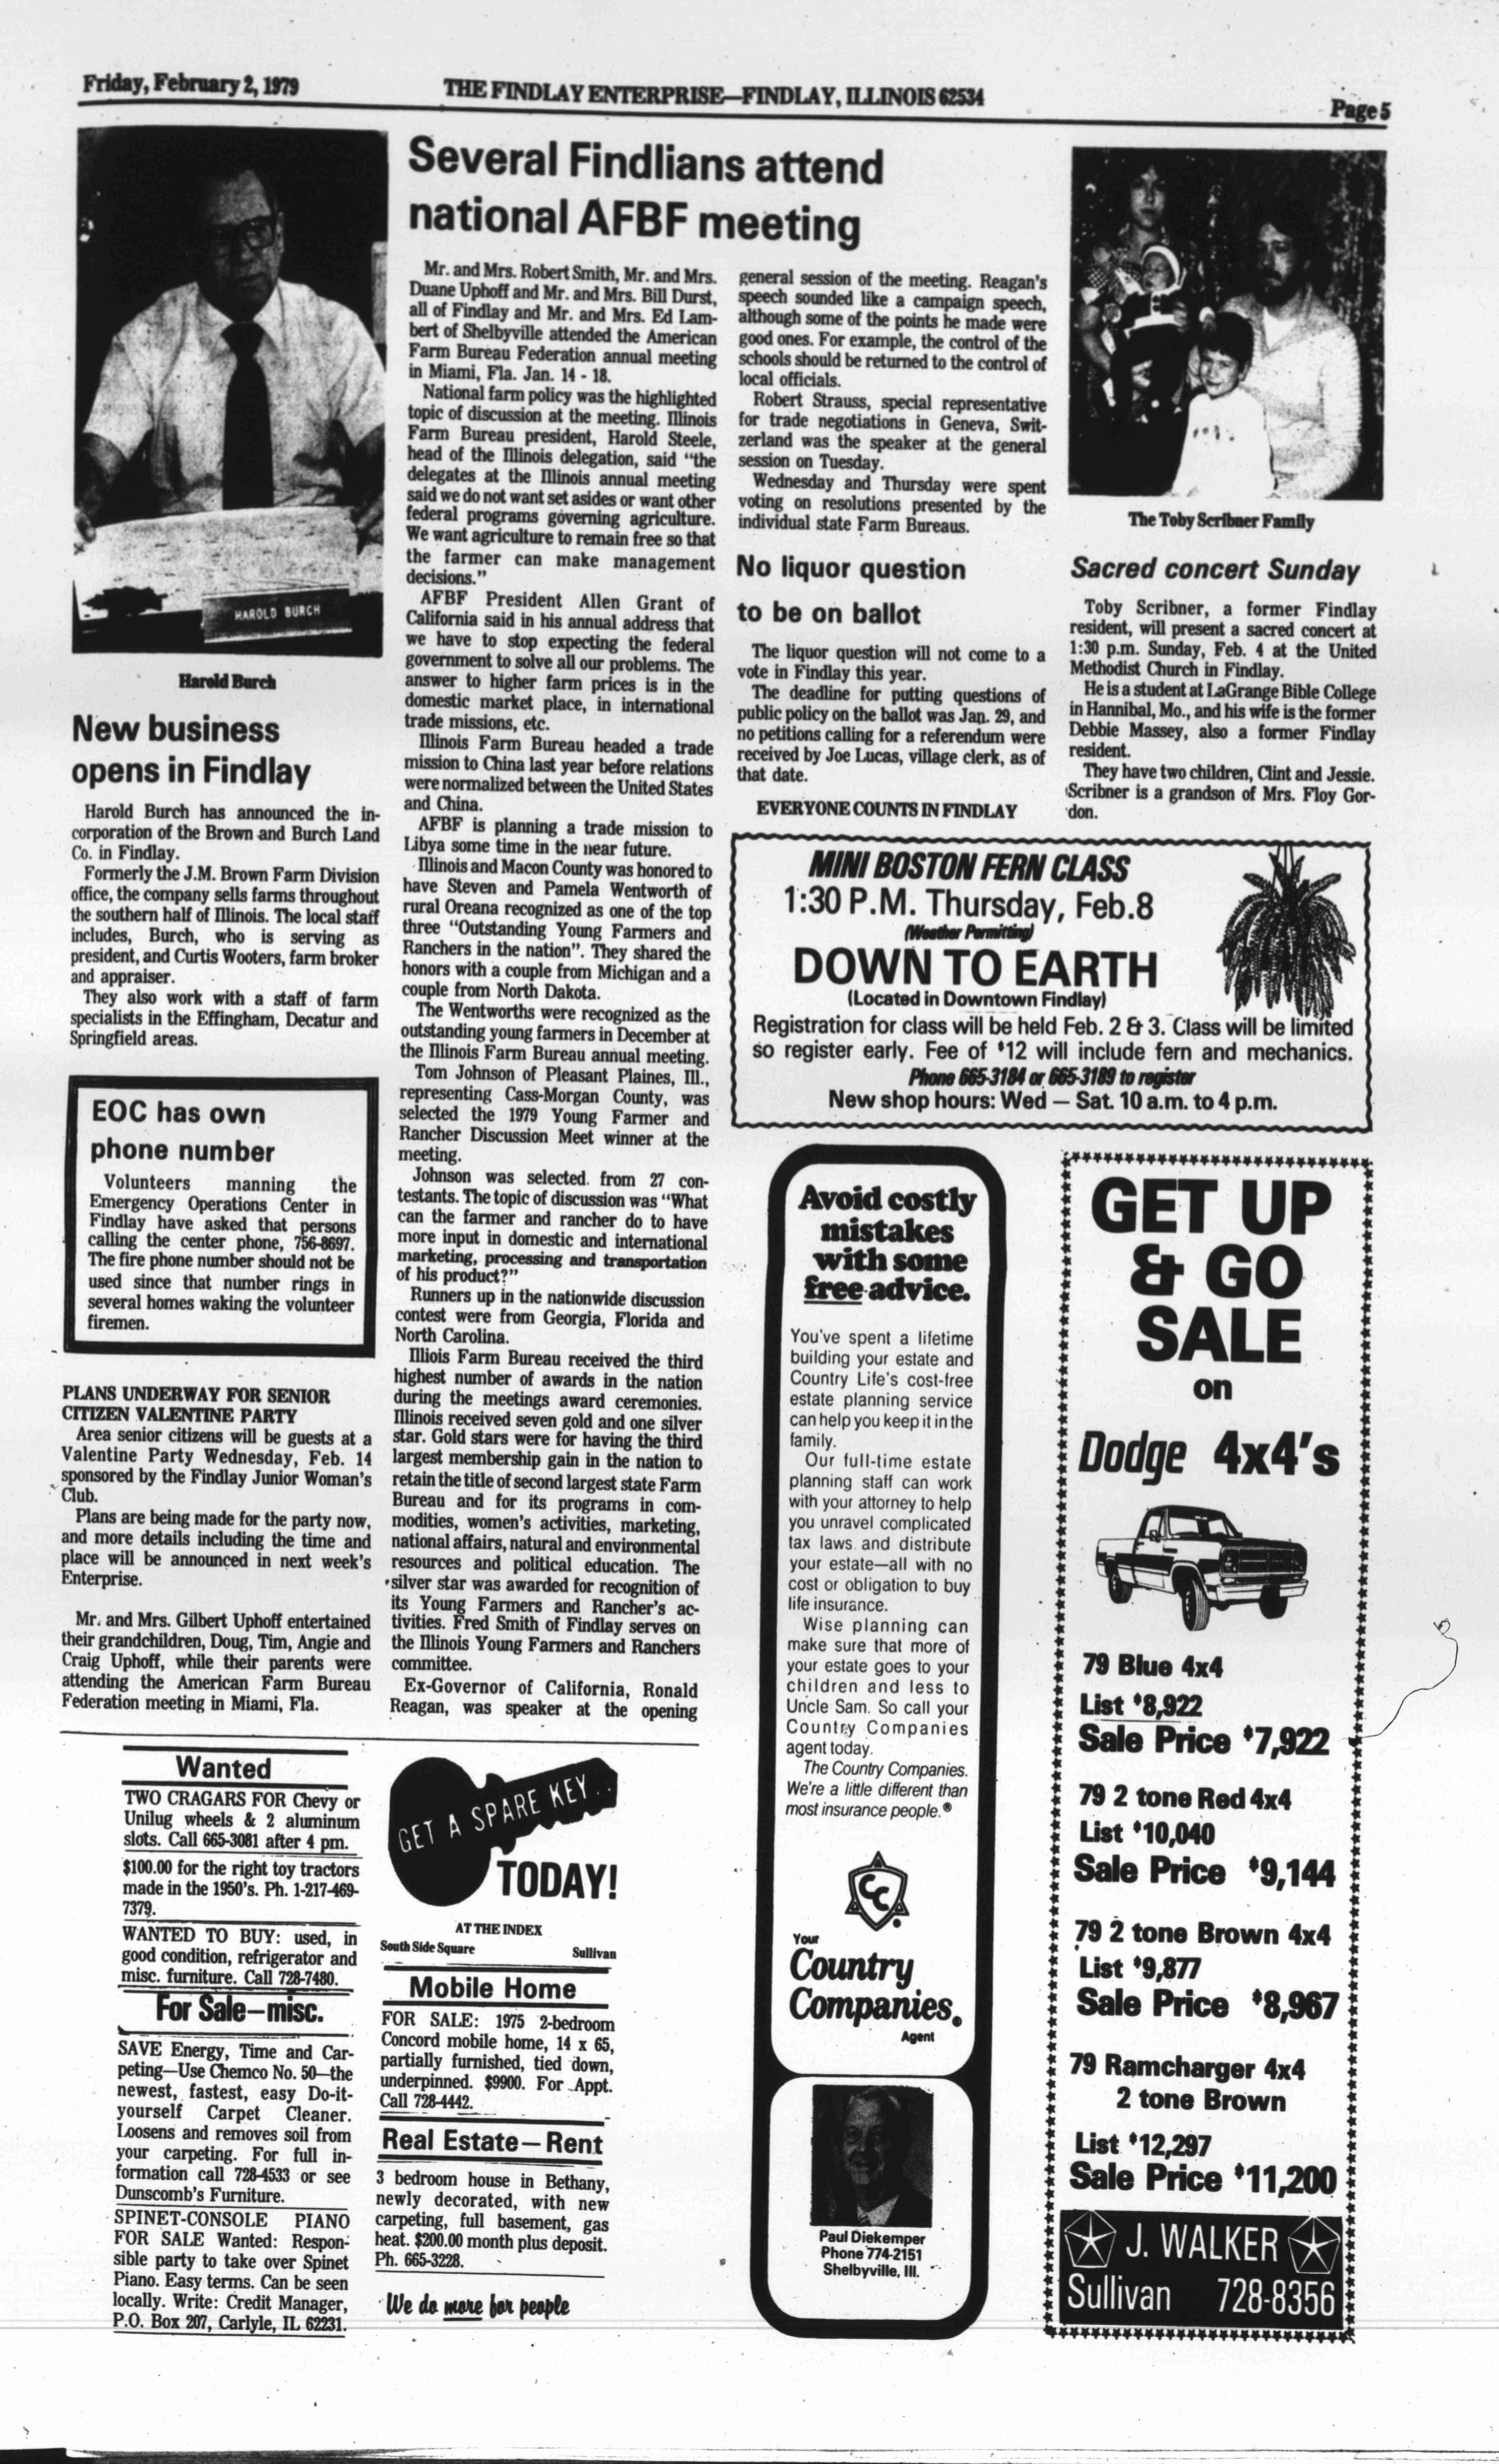 Friday, February 2, 1979
THE FINDLAY ENTERPRISE—FINDLAY, ILLINOIS 62534
Page 5
HAROLD BURCH
Harold Burch
New business
opens in Findlay
Harold Burch has announced the in-
corporation of the Brown and Burch Land
Co. in Findlay.
Formerly the J.M. Brown Farm Division
office, the company sells farms throughout
the southern half of Illinois. The local staff
includes, Burch, who is serving as
president, and Curtis Wooters, farm broker
and appraiser.
They also work with a staff of farm
specialists in the Effingham, Decatur and
Springfield areas.
EOC has own
phone number
Volunteers manning the
Emergency Operations Center in
Findlay have asked that persons
calling the center phone, 756-8697.
The fire phone number should not be
used since that number rings in
several homes waking the volunteer
firemen.
PLANS UNDERWAY FOR SENIOR
CITIZEN VALENTINE PARTY
Area senior citizens will be guests at a
Valentine Party Wednesday, Feb. 14
sponsored by the Findlay Junior Woman's
Club.
Plans are being made for the party now,
and more details including the time and
place will be announced in next week's
Enterprise.
Mr. and Mrs. Gilbert Uphoff entertained
their grandchildren, Doug, Tim, Angie and
Craig Uphoff, while their parents were
attending the American Farm Bureau
Federation meeting in Miami, Fla.
Several Findlians attend
national AFBF meeting
Mr. and Mrs. Robert Smith, Mr. and Mrs.
Duane Uphoff and Mr. and Mrs. Bill Durst,
all of Findlay and Mr. and Mrs. Ed Lam-
bert of Shelbyville attended the American
Farm Bureau Federation annual meeting
in Miami, Fla. Jan. 14 - 18.
National farm policy was the highlighted
topic of discussion at the meeting. Illinois
Farm Bureau president, Harold Steele,
head of the Illinois delegation, said "the
delegates at the Illinois annual meeting
said we do not want set asides or want other
federal programs governing agriculture.
We want agriculture to remain free so that
the farmer can make management
decisions."
AFBF President Allen Grant of
California said in his annual address that
we have to stop expecting the federal
government to solve all our problems. The
answer to higher farm prices is in the
domestic market place, in international
trade missions, etc.
Illinois Farm Bureau headed a trade
mission to China last year before relations
were normalized between the United States
and China.
AFBF is planning a trade mission to
Libya some time in the near future.
Illinois and Macon County was honored to
have Steven and Pamela Wentworth of
rural Oreana recognized as one of the top
three "Outstanding Young Farmers and
Ranchers in the nation". They shared the
honors with a couple from Michigan and a
couple from North Dakota.
The Wentworths were recognized as the
outstanding young farmers in December at
the Illinois Farm Bureau annual meeting.
Tom Johnson of Pleasant Plaines, Ill.,
representing Cass-Morgan County, was
selected the 1979 Young Farmer and
Rancher Discussion Meet winner at the
meeting.
Johnson was selected from 27 con-
testants. The topic of discussion was "What
can the farmer and rancher do to have
more input in domestic and international
marketing, processing and transportation
of his product?"
Runners up in the nationwide discussion
contest were from Georgia, Florida and
North Carolina.
Illiois Farm Bureau received the third
highest number of awards in the nation
during the meetings award ceremonies.
Illinois received seven gold and one silver
star. Gold stars were for having the third
largest membership gain in the nation to
retain the title of second largest state Farm
Bureau and for its programs in com-
modities, women's activities, marketing,
national affairs, natural and environmental
resources and political education. The
silver star was awarded for recognition of
its Young Farmers and Rancher's ac-
tivities. Fred Smith of Findlay serves on
the Illinois Young Farmers and Ranchers
committee.
Ex-Governor of California, Ronald
Reagan, was speaker at the opening
general session of the meeting. Reagan's
speech sounded like a campaign speech,
although some of the points he made were
good ones. For example, the control of the
schools should be returned to the control of
local officials.
Robert Strauss, special representative
for trade negotiations in Geneva, Swit-
zerland was the speaker at the general
session on Tuesday.
Wednesday and Thursday were spent
voting on resolutions presented by the
individual state Farm Bureaus.
No liquor question
to be on ballot
The liquor question will not come to a
vote in Findlay this year.
The deadline for putting questions of
public policy on the ballot was Jan. 29, and
no petitions calling for a referendum were
received by Joe Lucas, village clerk, as of
that date.
EVERYONE COUNTS IN FINDLAY
The Toby Scribner Family
Sacred concert Sunday
Toby Scribner, a former Findlay
resident, will present a sacred concert at
1:30 p.m. Sunday, Feb. 4 at the United
Methodist Church in Findlay.
He is a student at LaGrange Bible College
in Hannibal, Mo., and his wife is the former
Debbie Massey, also a former Findlay
resident.
They have two children, Clint and Jessie.
Scribner is a grandson of Mrs. Floy Gor-
don.
MINI BOSTON FERN CLASS
1:30 P.M. Thursday, Feb.8
(Weather Permitting)
DOWN TO EARTH
(Located in Downtown Findlay)
Registration for class will be held Feb. 2 & 3. Class will be limited
so register early. Fee of $12 will include fern and mechanics.
Phone 665-3184 or 665-3189 to register
New shop hours: Wed — Sat. 10 a.m. to 4 p.m.
Avoid costly
mistakes
with some
free advice.
You've spent a lifetime
building your estate and
Country Life's cost-free
estate planning service
can help you keep it in the
family.
Our full-time estate
planning staff can work
with your attorney to help
you unravel complicated
tax laws and distribute
your estate—all with no
cost or obligation to buy
life insurance.
Wise planning can
make sure that more of
your estate goes to your
children and less to
Uncle Sam. So call your
Country Companies
agent today.
The Country Companies.
We're a little different than
most insurance people.®
CC
Your
Country
Companies.
Agent
Paul Diekemper
Phone 774-2151
Shelbyville, Ill.
GET UP
& GO
SALE
on
Dodge 4x4's
79 Blue 4x4
List $8,922
Sale Price $7,922
79 2 tone Red 4x4
List $10,040
Sale Price $9,144
79 2 tone Brown 4x4
List $9,877
Sale Price $8,967
79 Ramcharger 4x4
2 tone Brown
List $12,297
Sale Price $11,200
J. WALKER
Sullivan 728-8356
Wanted
TWO CRAGARS FOR Chevy or
Unilug wheels & 2 aluminum
slots. Call 665-3081 after 4 pm.
$100.00 for the right toy tractors
made in the 1950's. Ph. 1-217-469-
7379.
WANTED TO BUY: used, in
good condition, refrigerator and
misc. furniture. Call 728-7480.
For Sale—misc.
SAVE Energy, Time and Car-
peting—Use Chemco No. 50—the
newest, fastest, easy Do-it-
yourself Carpet Cleaner.
Loosens and removes soil from
your carpeting. For full in-
formation call 728-4533 or see
Dunscomb's Furniture.
SPINET-CONSOLE PIANO
FOR SALE Wanted: Respon-
sible party to take over Spinet
Piano. Easy terms. Can be seen
locally. Write: Credit Manager,
P.O. Box 207, Carlyle, IL 62231.
GET A SPARE KEY..
TODAY!
AT THE INDEX
South Side Square Sullivan
Mobile Home
FOR SALE: 1975 2-bedroom
Concord mobile home, 14 x 65,
partially furnished, tied down,
underpinned. $9900. For Appt.
Call 728-4442.
Real Estate—Rent
3 bedroom house in Bethany,
newly decorated, with new
carpeting, full basement, gas
heat. $200.00 month plus deposit.
Ph. 665-3228.
We do more for people